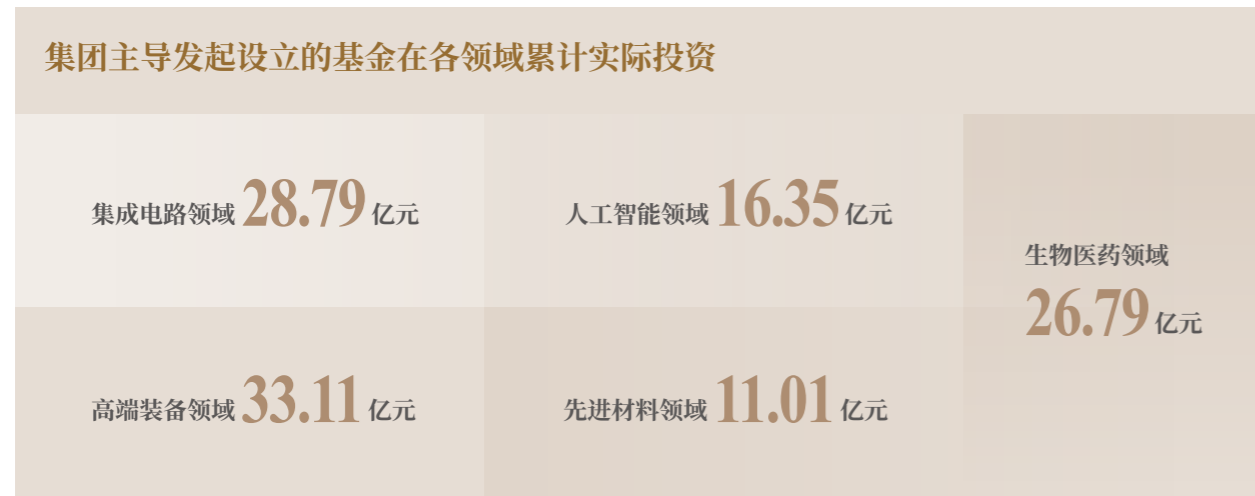 集团主导发起设立的基金在各领域累计实际投资
集成电路领域 28.79 亿元
人工智能领域 16.35 亿元
生物医药领域
26.79 亿元
高端装备领域 33.11 亿元
先进材料领域 11.01 亿元